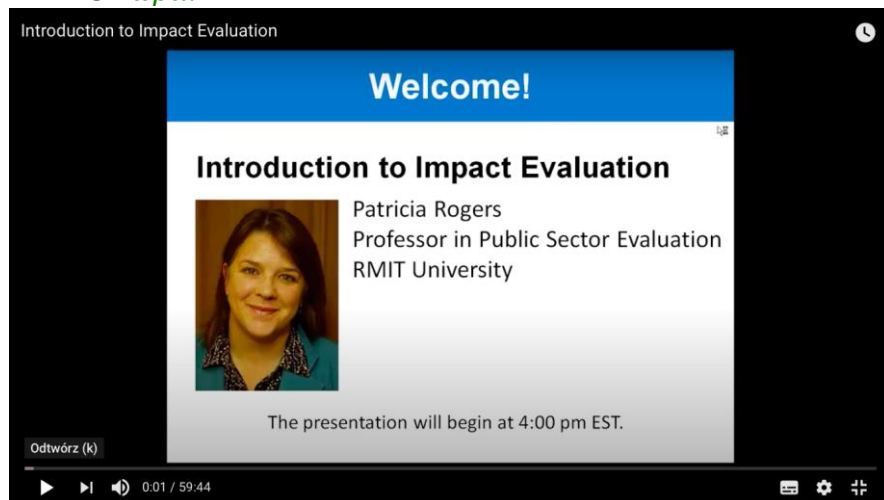 Introduction to Impact Evaluation
Welcome!
Introduction to Impact Evaluation
Patricia Rogers
Professor in Public Sector Evaluation
RMIT University
The presentation will begin at 4:00 pm EST.
Odtwórz (k)
0:01 / 59:44